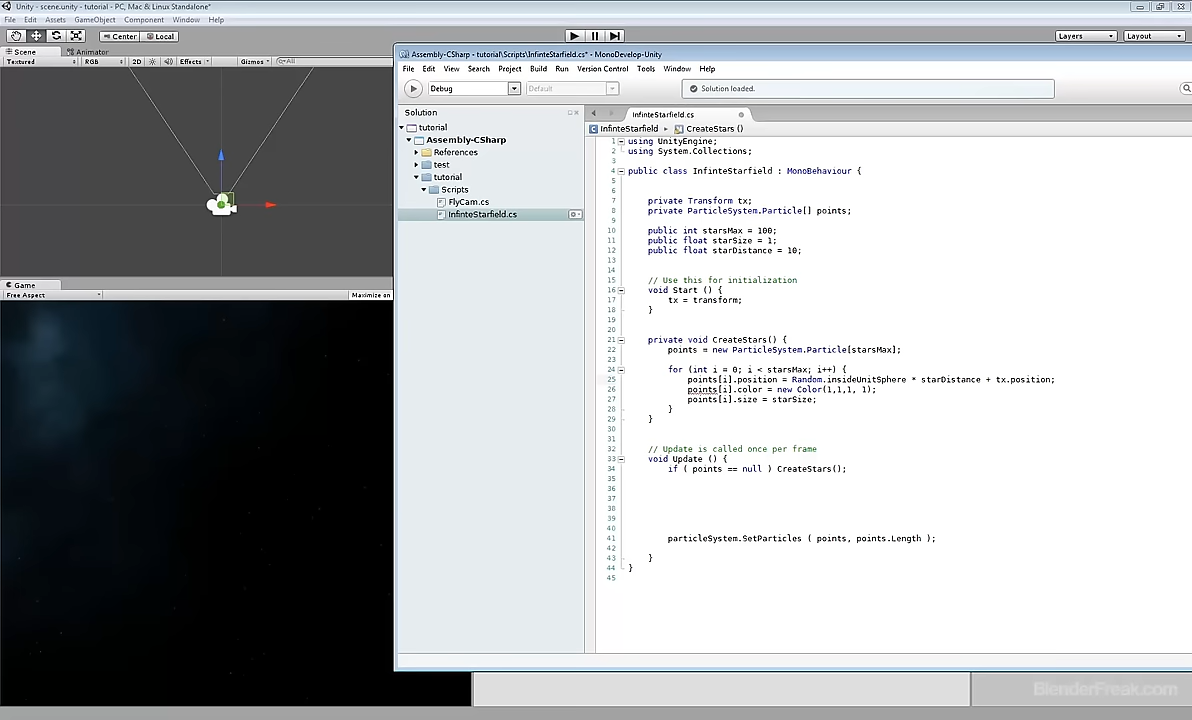 Unity - scene.unity - tutorial - PC, Mac & Linux Standalone*
File Edit Assets GameObject Component Window Help
Center Local Layers Layout
Scene Animator
Textured RGB 2D Effects Gizmos All
Game
Free Aspect Maximize on
Assembly-CSharp - tutorial\Scripts\InfinteStarfield.cs* - MonoDevelop-Unity
File Edit View Search Project Build Run Version Control Tools Window Help
Debug Default Solution loaded.
Solution
tutorial
Assembly-CSharp
References
test
tutorial
Scripts
FlyCam.cs
InfinteStarfield.cs
InfinteStarfield.cs
InfinteStarfield CreateStars ()
1 using UnityEngine;
2 using System.Collections;
3
4 public class InfinteStarfield : MonoBehaviour {
5
6
7 private Transform tx;
8 private ParticleSystem.Particle[] points;
9
10 public int starsMax = 100;
11 public float starSize = 1;
12 public float starDistance = 10;
13
14
15 // Use this for initialization
16 void Start () {
17 tx = transform;
18 }
19
20
21 private void CreateStars() {
22 points = new ParticleSystem.Particle[starsMax];
23
24 for (int i = 0; i < starsMax; i++) {
25 points[i].position = Random.insideUnitSphere * starDistance + tx.position;
26 points[i].color = new Color(1,1,1, 1);
27 points[i].size = starSize;
28 }
29 }
30
31
32 // Update is called once per frame
33 void Update () {
34 if ( points == null ) CreateStars();
35
36
37
38
39
40
41 particleSystem.SetParticles ( points, points.Length );
42
43 }
44 }
45
BlenderFreak.com